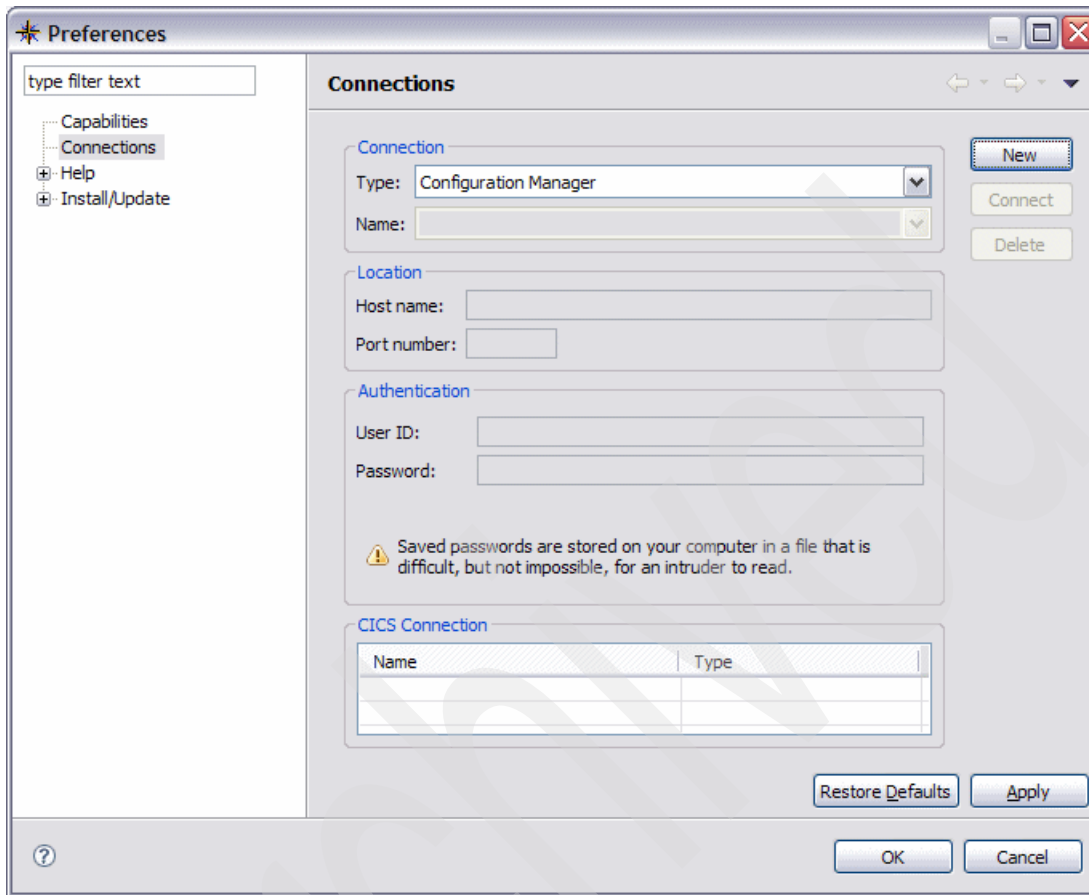 Preferences
type filter text
Capabilities
Connections
Help
Install/Update
Connections
Connection
Type: Configuration Manager
Name:
New
Connect
Delete
Location
Host name:
Port number:
Authentication
User ID:
Password:
Saved passwords are stored on your computer in a file that is
difficult, but not impossible, for an intruder to read.
CICS Connection
Name Type
Restore Defaults Apply
OK Cancel